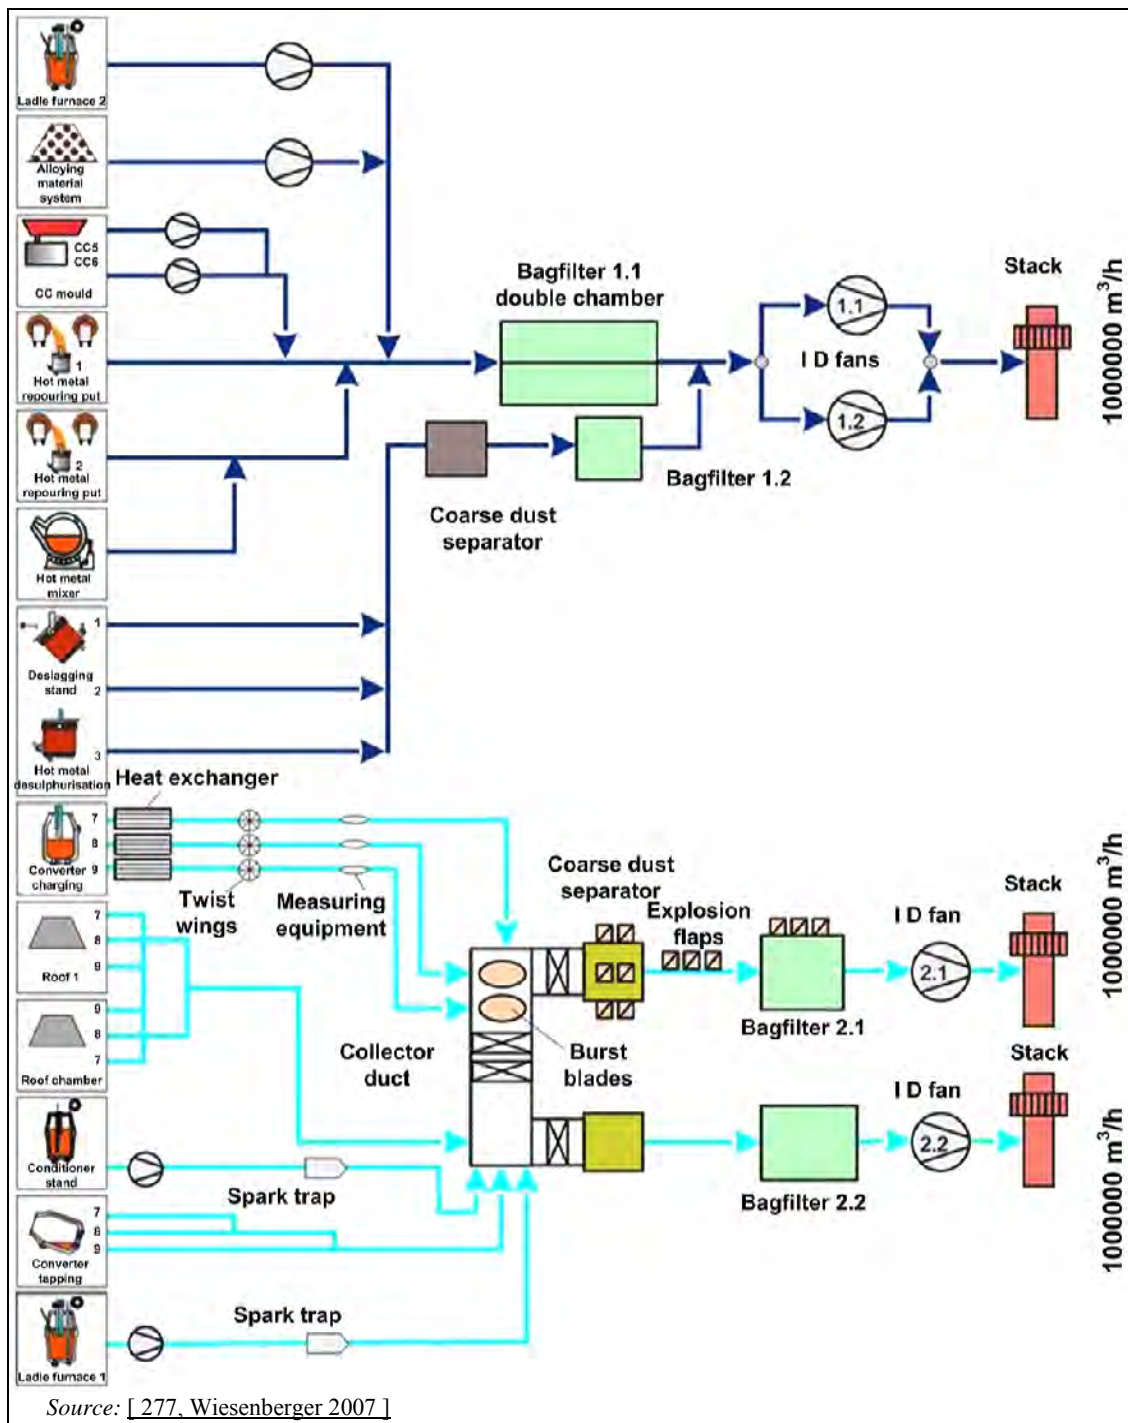 Ladle furnace 2
Alloying
material
system
CC5
CC6
CC mould
1
Hot metal
repouring put
2
Hot metal
repouring put
Hot metal
mixer
1
Deslagging
stand 2
3
Hot metal
desulphurisation
Bagfilter 1.1
double chamber
Coarse dust
separator
Bagfilter 1.2
1.1
I D fans
1.2
Stack
1000000 m³/h
Heat exchanger
7
8
9
Converter
charging
Twist
wings
Measuring
equipment
7
8
9
Roof 1
9
8
7
Roof chamber
Collector
duct
Coarse dust
separator
Explosion
flaps
Burst
blades
Bagfilter 2.1
I D fan
2.1
Stack
1000000 m³/h
Bagfilter 2.2
I D fan
2.2
Stack
1000000 m³/h
Conditioner
stand
Spark trap
7
8
9
Converter
tapping
Spark trap
Ladle furnace 1
Source: [ 277, Wiesenberger 2007 ]